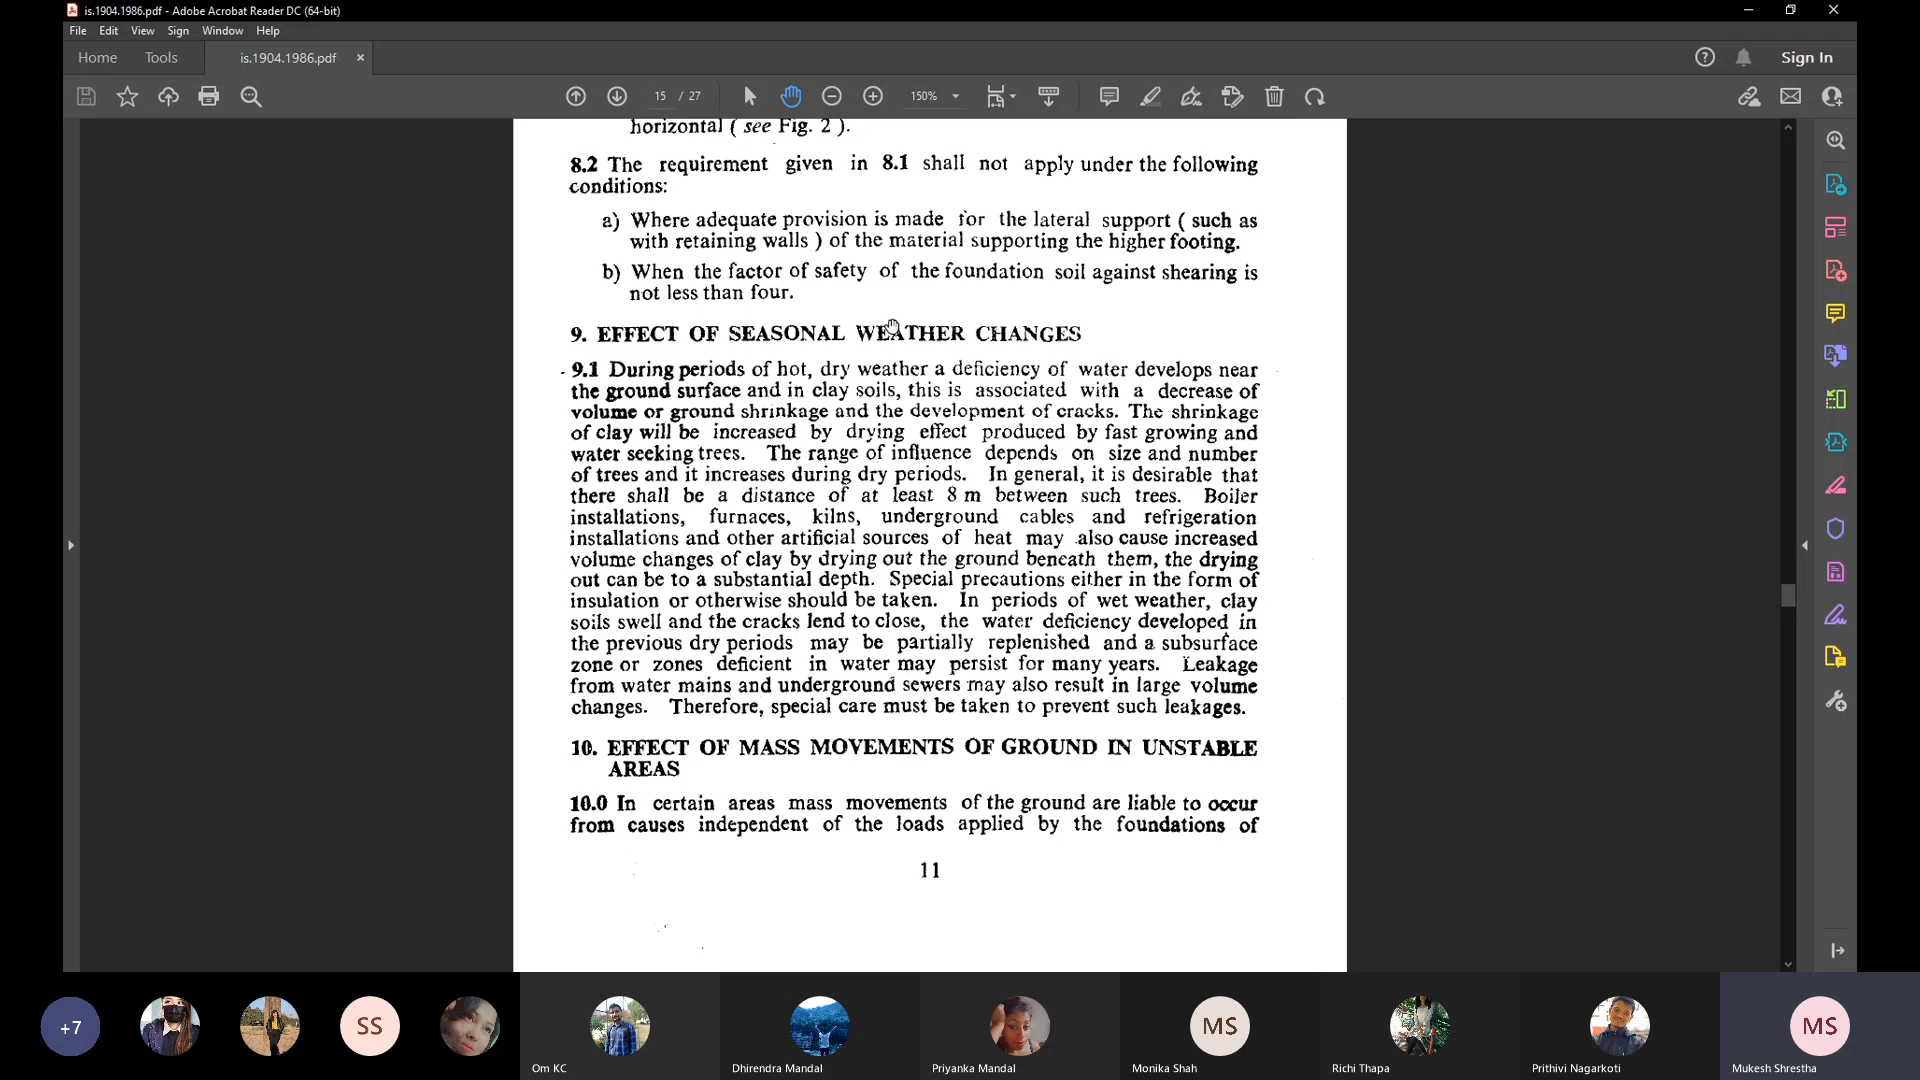 is.1904.1986.pdf - Adobe Acrobat Reader DC (64-bit)
File Edit View Sign Window Help
Home Tools is.1904.1986.pdf × Sign In
15 / 27 150%
horizontal ( see Fig. 2 ).
8.2 The requirement given in 8.1 shall not apply under the following
conditions:
a) Where adequate provision is made for the lateral support ( such as
with retaining walls ) of the material supporting the higher footing.
b) When the factor of safety of the foundation soil against shearing is
not less than four.
9. EFFECT OF SEASONAL WEATHER CHANGES
9.1 During periods of hot, dry weather a deficiency of water develops near
the ground surface and in clay soils, this is associated with a decrease of
volume or ground shrinkage and the development of cracks. The shrinkage
of clay will be increased by drying effect produced by fast growing and
water seeking trees. The range of influence depends on size and number
of trees and it increases during dry periods. In general, it is desirable that
there shall be a distance of at least 8 m between such trees. Boiler
installations, furnaces, kilns, underground cables and refrigeration
installations and other artificial sources of heat may also cause increased
volume changes of clay by drying out the ground beneath them, the drying
out can be to a substantial depth. Special precautions either in the form of
insulation or otherwise should be taken. In periods of wet weather, clay
soils swell and the cracks lend to close, the water deficiency developed in
the previous dry periods may be partially replenished and a subsurface
zone or zones deficient in water may persist for many years. Leakage
from water mains and underground sewers may also result in large volume
changes. Therefore, special care must be taken to prevent such leakages.
10. EFFECT OF MASS MOVEMENTS OF GROUND IN UNSTABLE
AREAS
10.0 In certain areas mass movements of the ground are liable to occur
from causes independent of the loads applied by the foundations of
11
+7 SS MS MS
Om KC Dhirendra Mandal Priyanka Mandal Monika Shah Richi Thapa Prithivi Nagarkoti Mukesh Shrestha